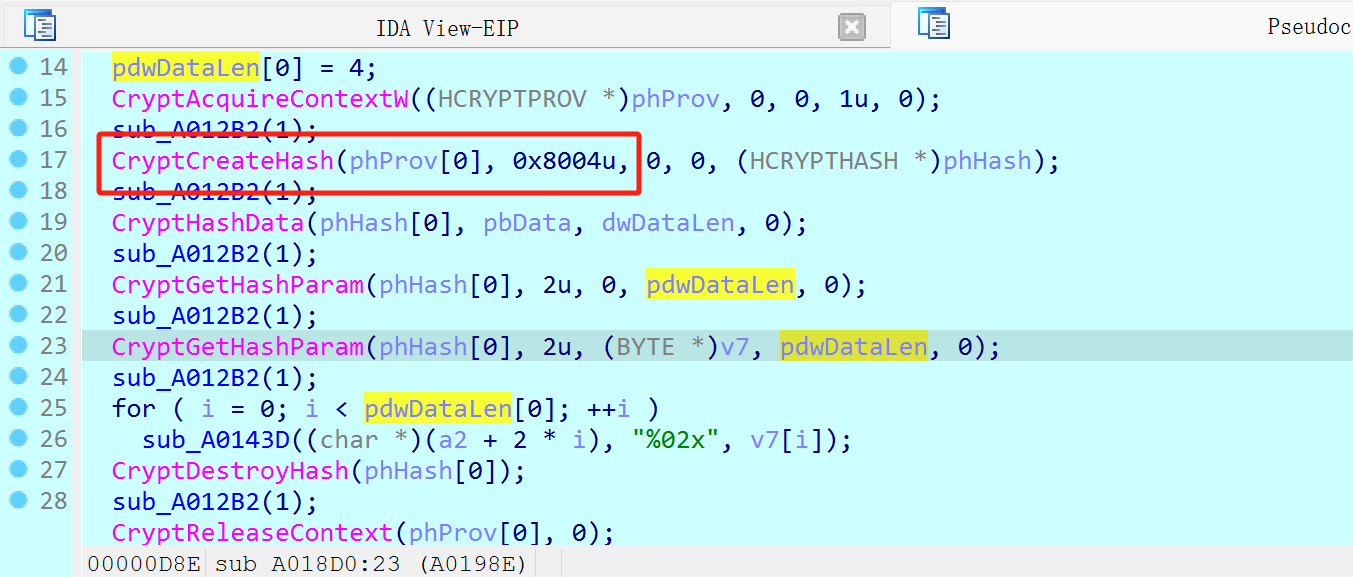 IDA View-EIP
Pseudoc
14 pdwDataLen[0] = 4;
15 CryptAcquireContextW((HCRYPTPROV *)phProv, 0, 0, 1u, 0);
16 sub_A012B2(1);
17 CryptCreateHash(phProv[0], 0x8004u, 0, 0, (HCRYPTHASH *)phHash);
18 sub_A012B2(1);
19 CryptHashData(phHash[0], pbData, dwDataLen, 0);
20 sub_A012B2(1);
21 CryptGetHashParam(phHash[0], 2u, 0, pdwDataLen, 0);
22 sub_A012B2(1);
23 CryptGetHashParam(phHash[0], 2u, (BYTE *)v7, pdwDataLen, 0);
24 sub_A012B2(1);
25 for ( i = 0; i < pdwDataLen[0]; ++i )
26 sub_A0143D((char *)(a2 + 2 * i), "%02x", v7[i]);
27 CryptDestroyHash(phHash[0]);
28 sub_A012B2(1);
CryptReleaseContext(phProv[0], 0);
00000D8E sub A018D0:23 (A0198E)